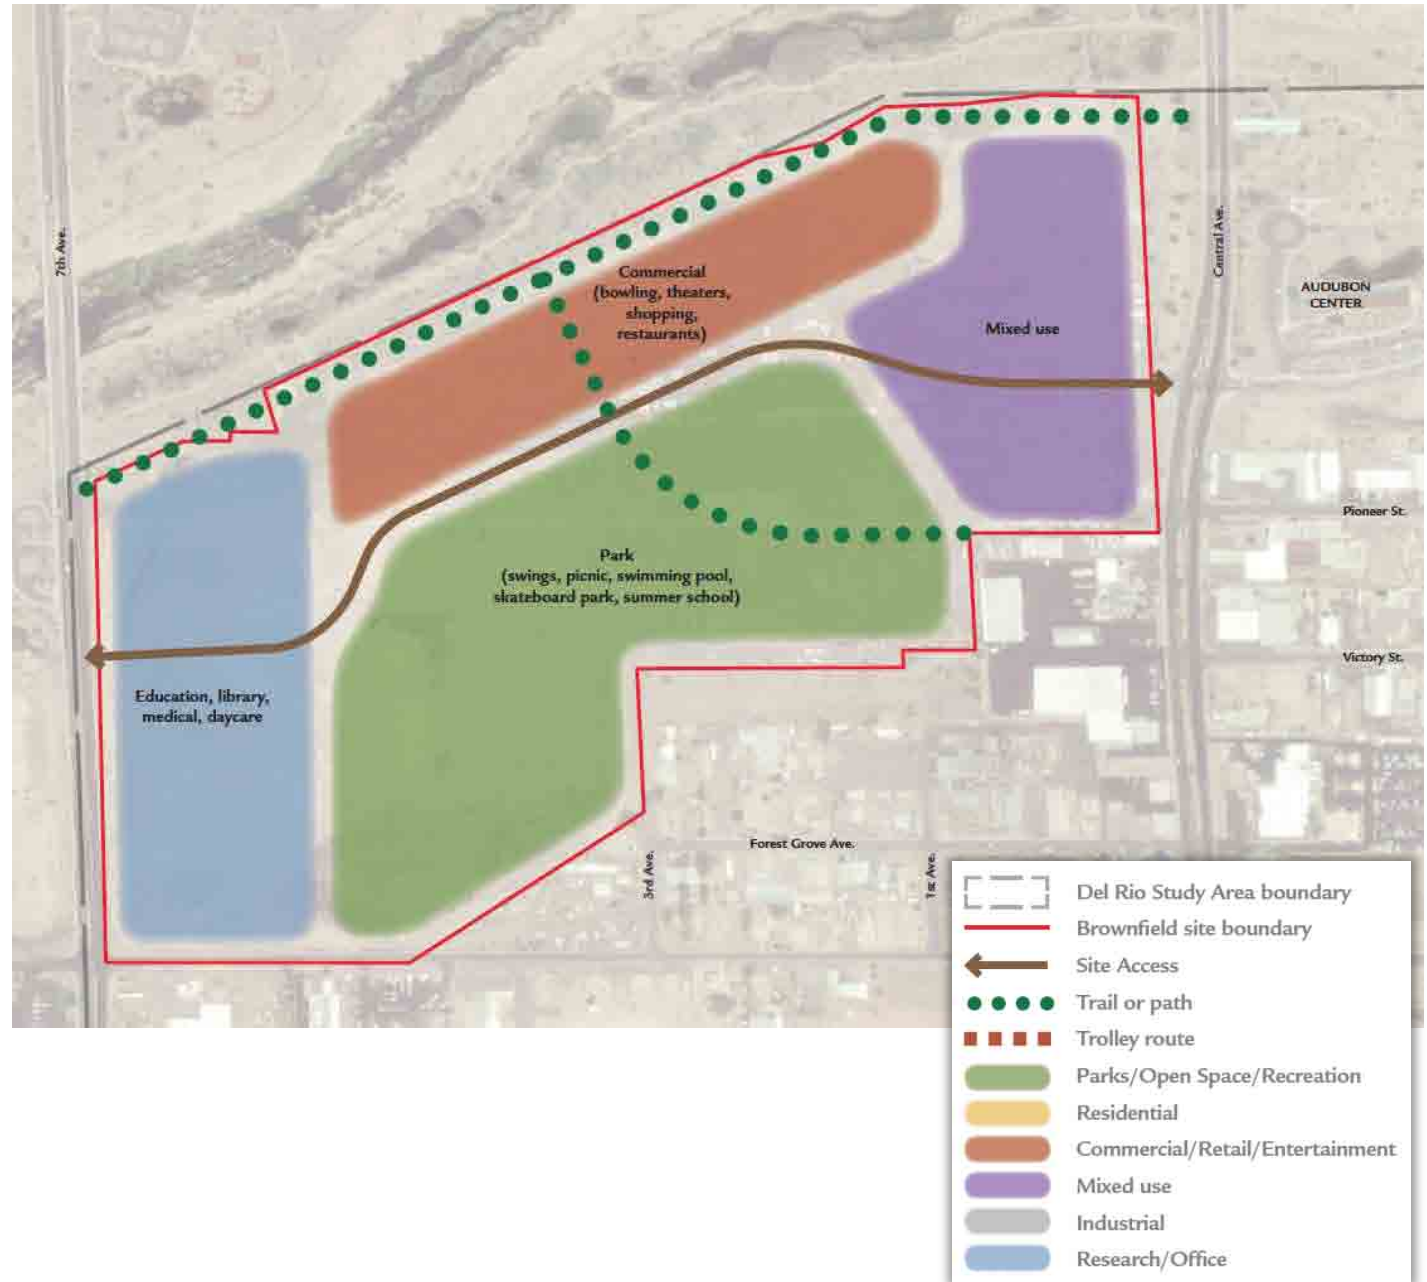 7th Ave.
Commercial
(bowling, theaters,
shopping,
restaurants)
Central Ave.
AUDUBON
CENTER
Mixed use
Pioneer St.
Park
(swings, picnic, swimming pool,
skateboard park, summer school)
Victory St.
Education, library,
medical, daycare
Forest Grove Ave.
3rd Ave.
1st Ave.
Del Rio Study Area boundary
Brownfield site boundary
Site Access
Trail or path
Trolley route
Parks/Open Space/Recreation
Residential
Commercial/Retail/Entertainment
Mixed use
Industrial
Research/Office